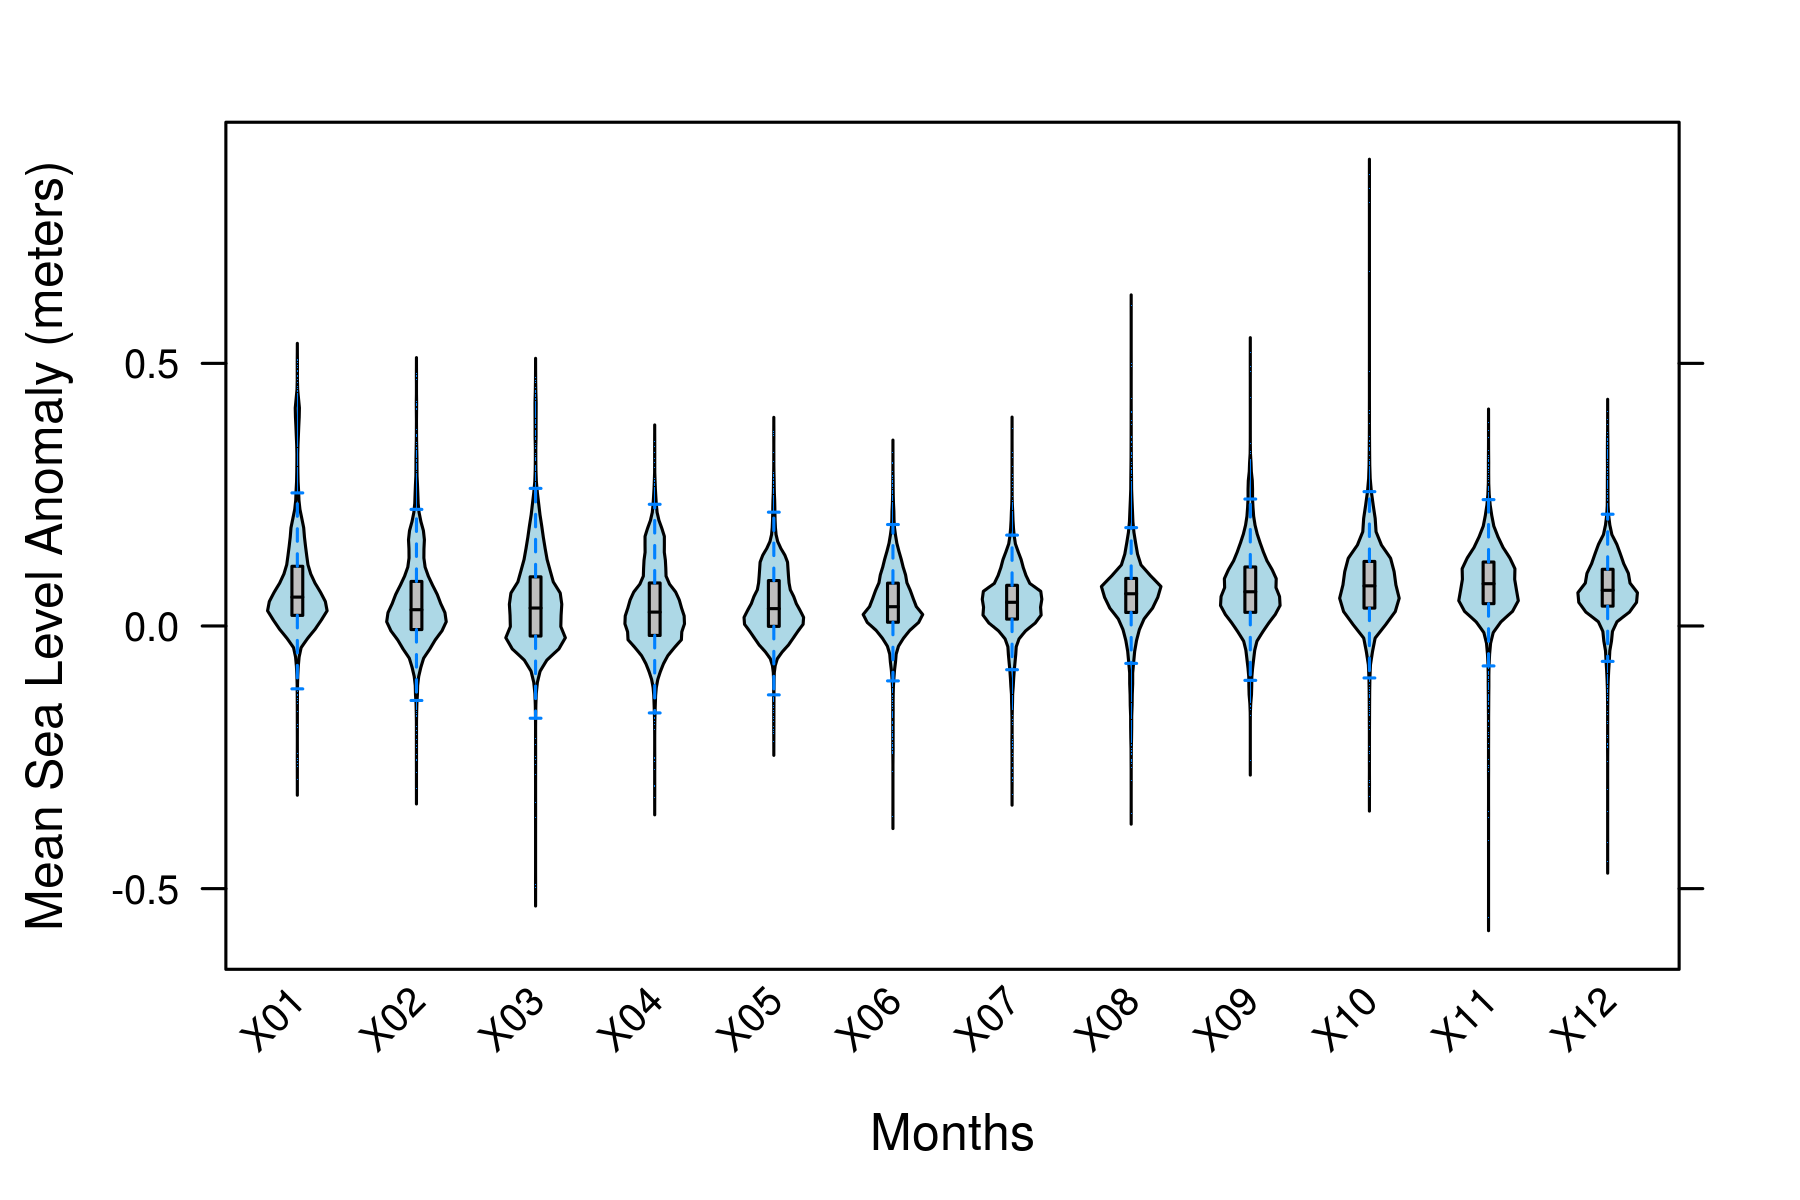 Mean Sea Level Anomaly (meters)
0.5
0.0
-0.5
X01 X02 X03 X04 X05 X06 X07 X08 X09 X10 X11 X12
Months